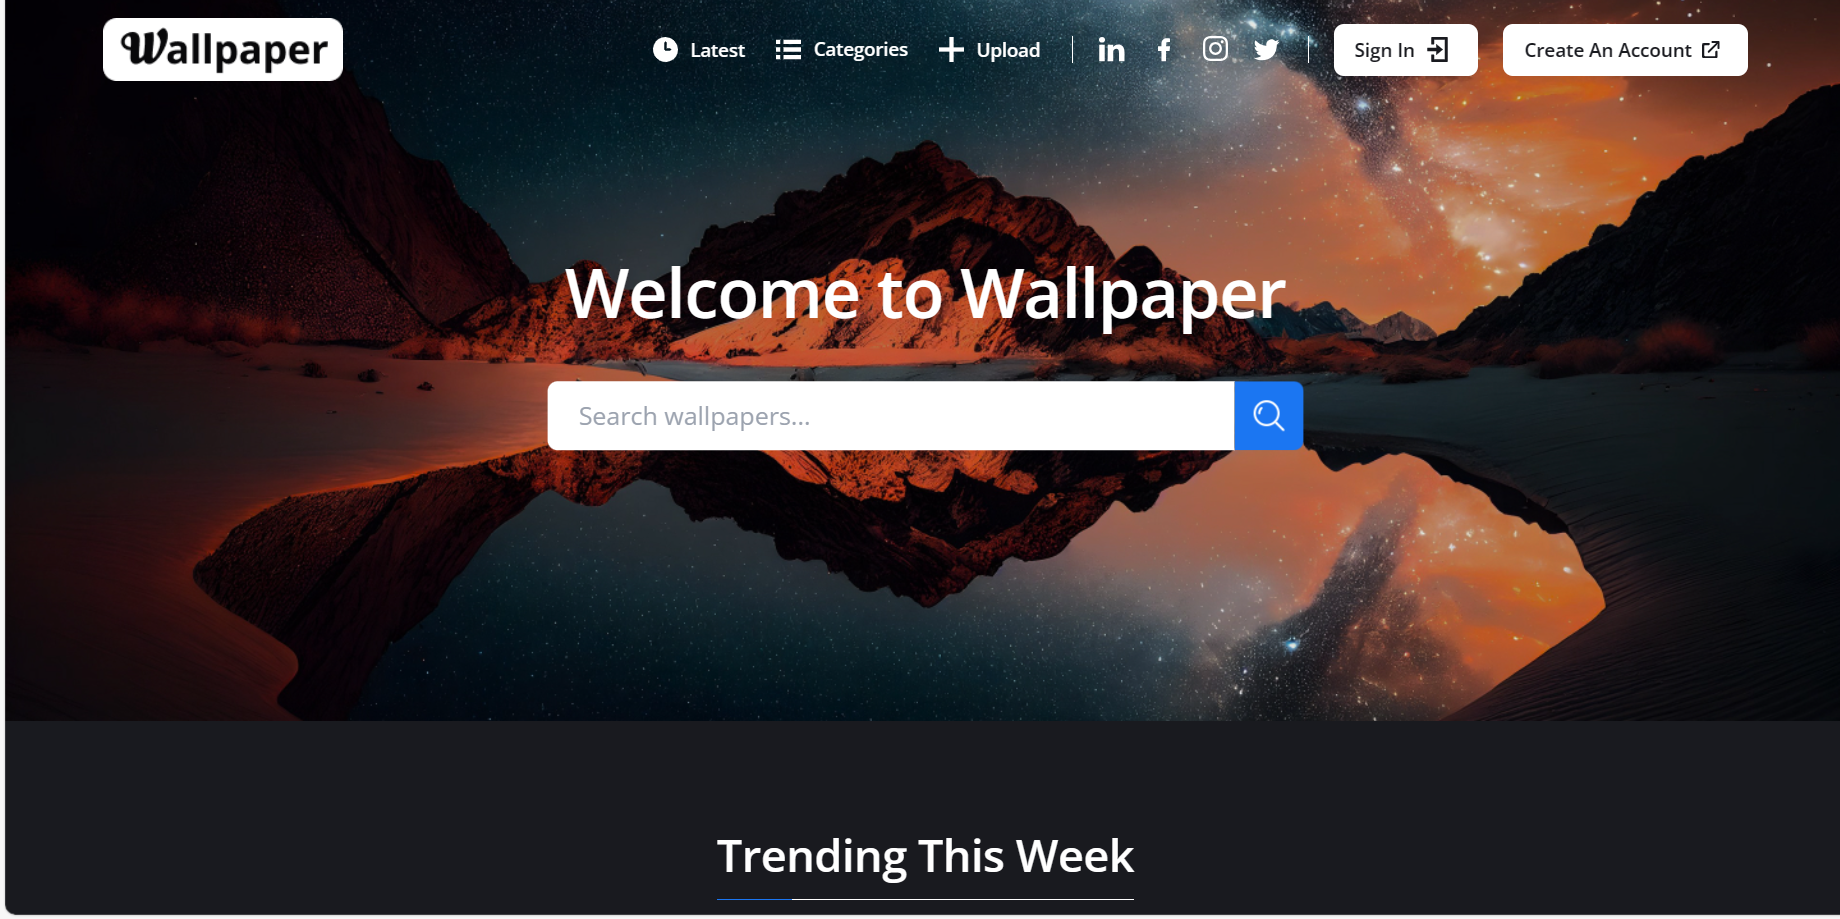 Wallpaper
Latest
Categories
Upload
Sign In
Create An Account
Welcome to Wallpaper
Search wallpapers...
Trending This Week